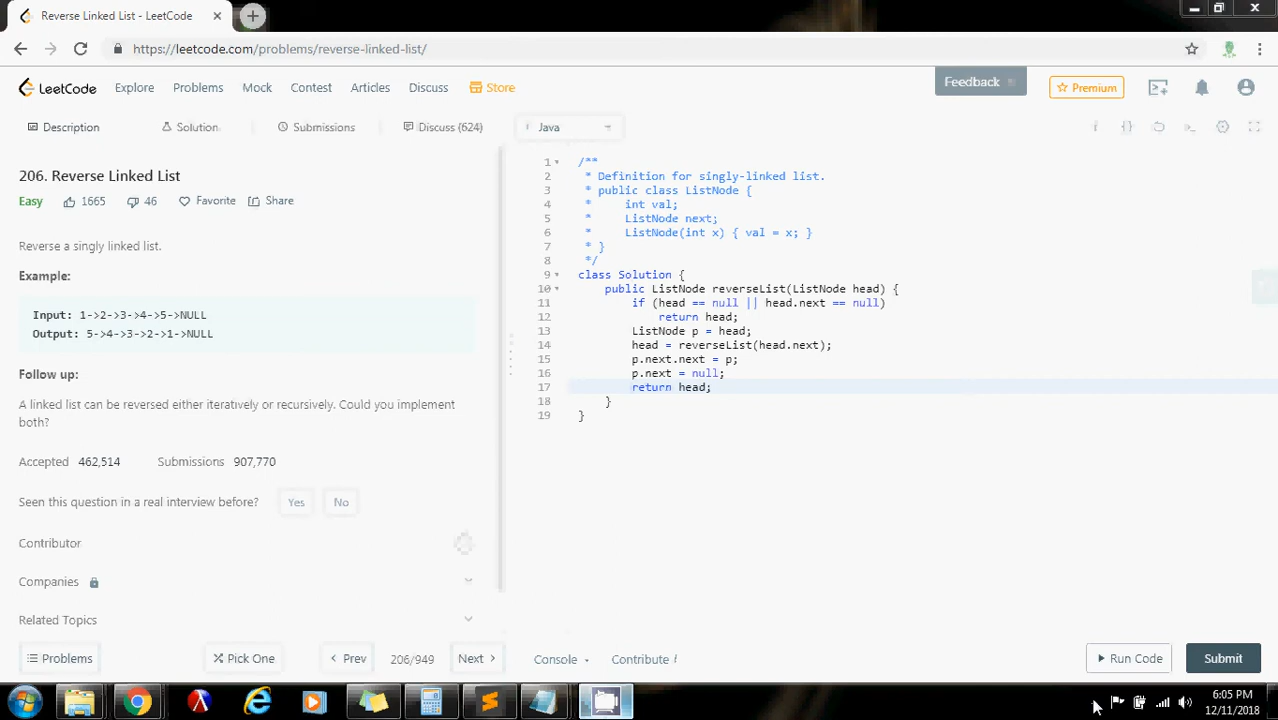 Reverse Linked List - LeetCode
https://leetcode.com/problems/reverse-linked-list/
LeetCode Explore Problems Mock Contest Articles Discuss Store Feedback Premium
Description Solution Submissions Discuss (624) Java
206. Reverse Linked List
Easy 1665 46 Favorite Share
Reverse a singly linked list.
Example:
Input: 1->2->3->4->5->NULL
Output: 5->4->3->2->1->NULL
Follow up:
A linked list can be reversed either iteratively or recursively. Could you implement
both?
Accepted 462,514 Submissions 907,770
Seen this question in a real interview before? Yes No
Contributor
Companies
Related Topics
Problems Pick One Prev 206/949 Next
1 /**
2 * Definition for singly-linked list.
3 * public class ListNode {
4 * int val;
5 * ListNode next;
6 * ListNode(int x) { val = x; }
7 * }
8 */
9 class Solution {
10 public ListNode reverseList(ListNode head) {
11 if (head == null || head.next == null)
12 return head;
13 ListNode p = head;
14 head = reverseList(head.next);
15 p.next.next = p;
16 p.next = null;
17 return head;
18 }
19 }
Console Contribute Run Code Submit
6:05 PM
12/11/2018